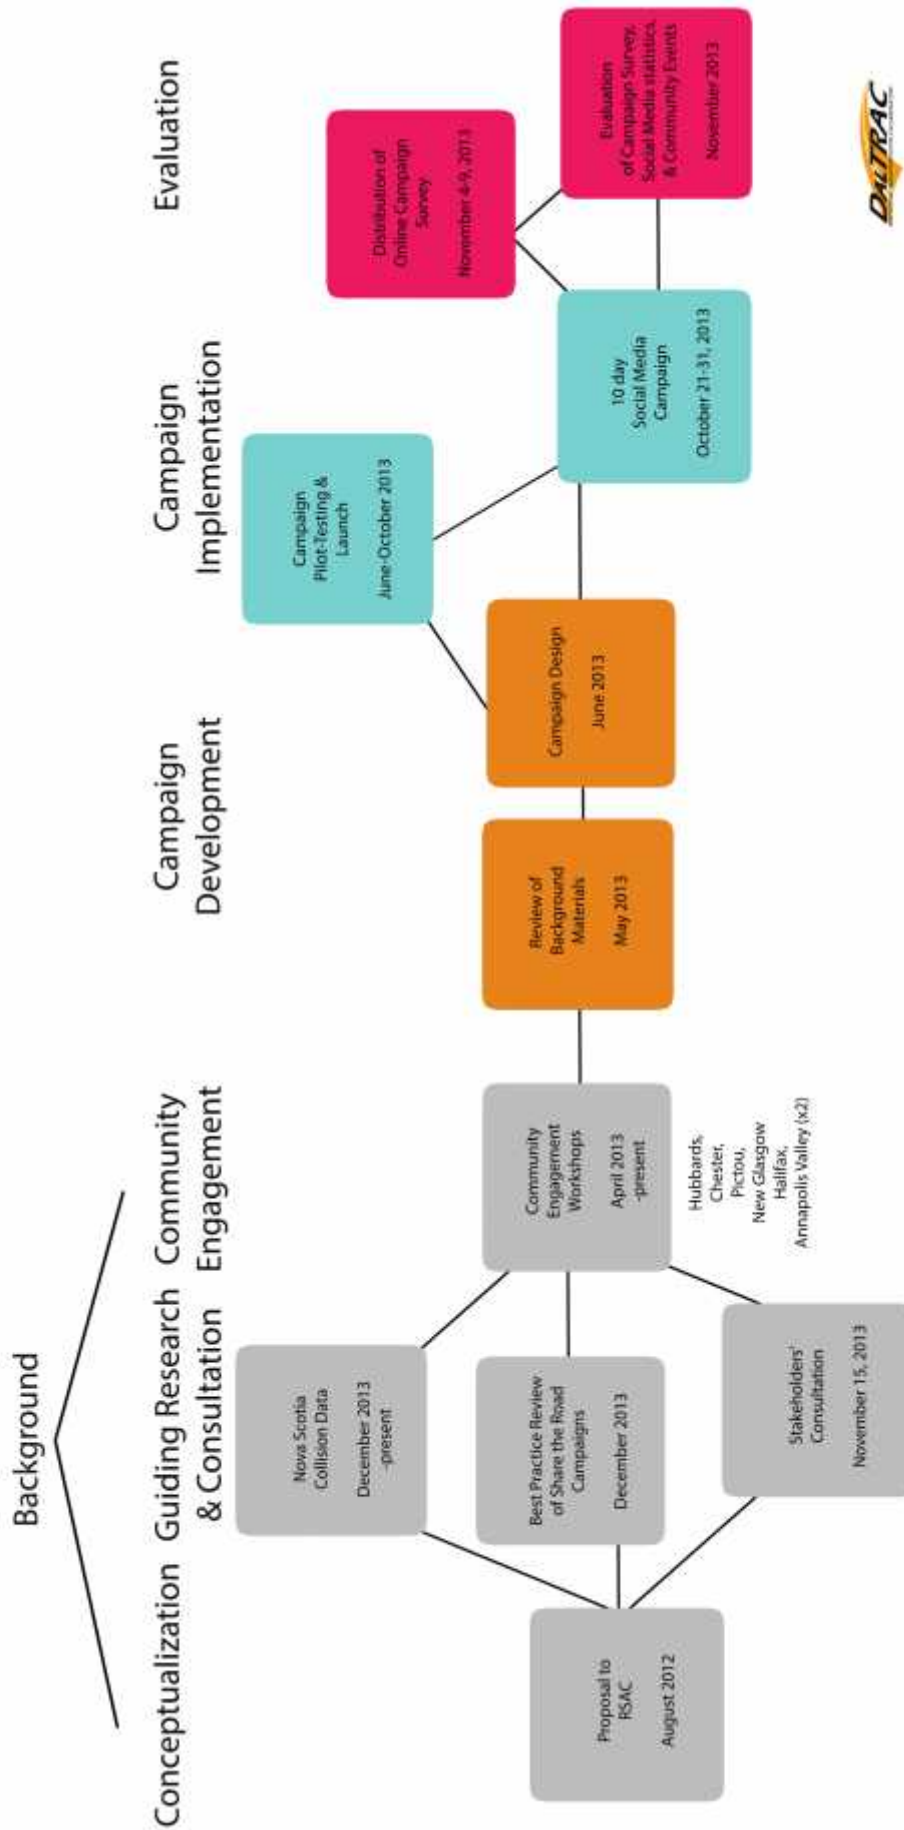 Background
Conceptualization
Guiding Research
& Consultation
Community
Engagement
Campaign
Development
Campaign
Implementation
Evaluation
Proposal to
RSAC
August 2012
Nova Scotia
Collision Data
December 2013
-present
Best Practice Review
of Share the Road
Campaigns
December 2013
Stakeholders'
Consultation
November 15, 2013
Community
Engagement
Workshops
April 2013
-present
Hubbards,
Chester,
Pictou,
New Glasgow
Halifax,
Annapolis Valley (x2)
Review of
Background
Materials
May 2013
Campaign Design
June 2013
Campaign
Pilot-Testing &
Launch
June-October 2013
10 day
Social Media
Campaign
October 21-31, 2013
Distribution of
Online Campaign
Survey
November 4-9, 2013
Evaluation
of Campaign Survey,
Social Media statistics,
& Community Events
November 2013
DALTRAC